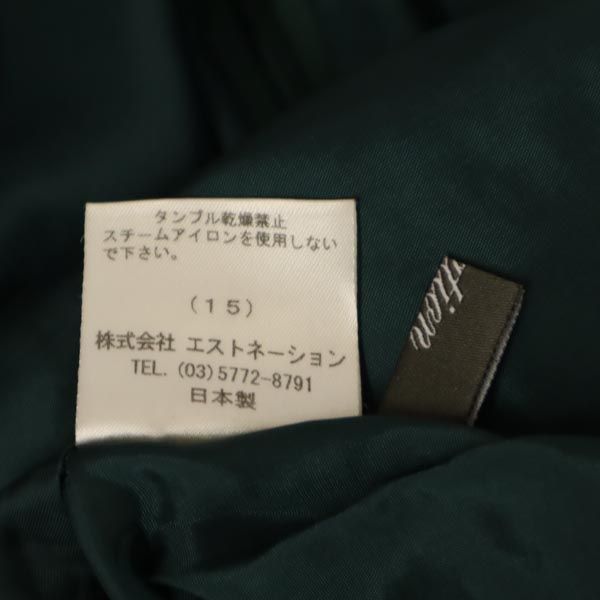 タンブル乾燥禁止
スチームアイロンを使用しない
で下さい。
(15)
株式会社 エストネーション
TEL. (03)5772-8791
日本製